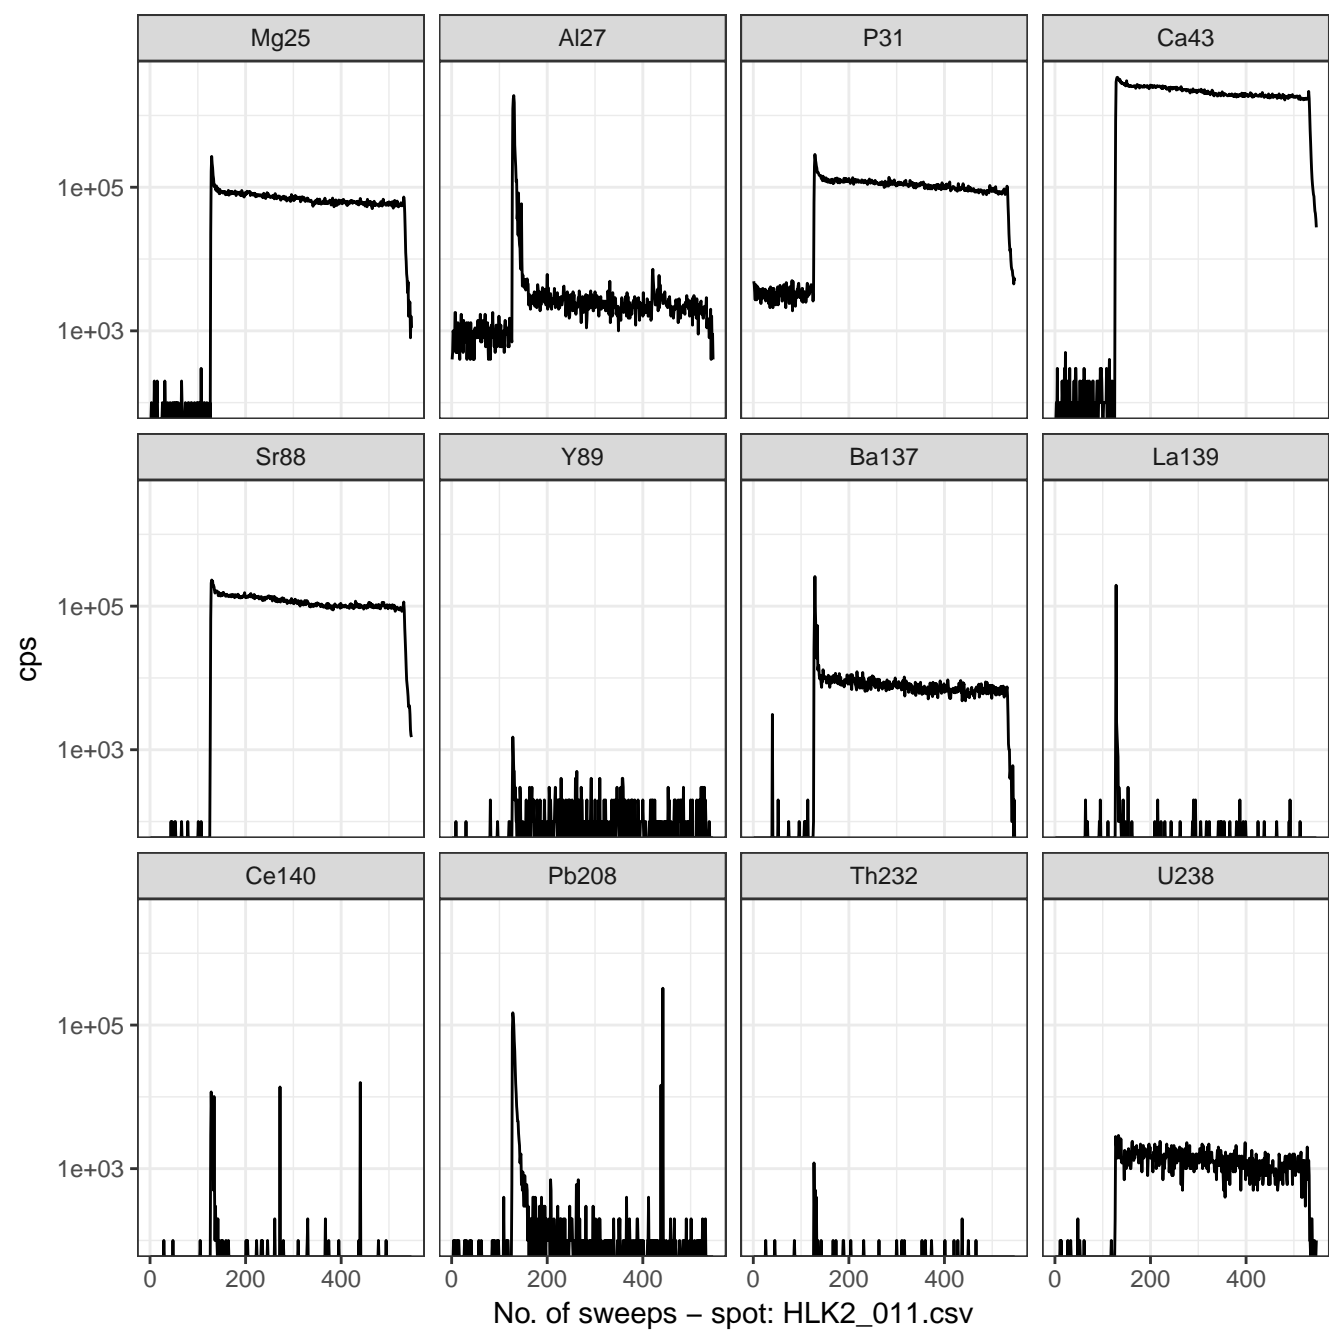 Mg25 Al27 P31 Ca43
1e+05
1e+03
Sr88 Y89 Ba137 La139
1e+05
1e+03
cps
Ce140 Pb208 Th232 U238
1e+05
1e+03
0 200 400 0 200 400 0 200 400 0 200 400
No. of sweeps – spot: HLK2_011.csv